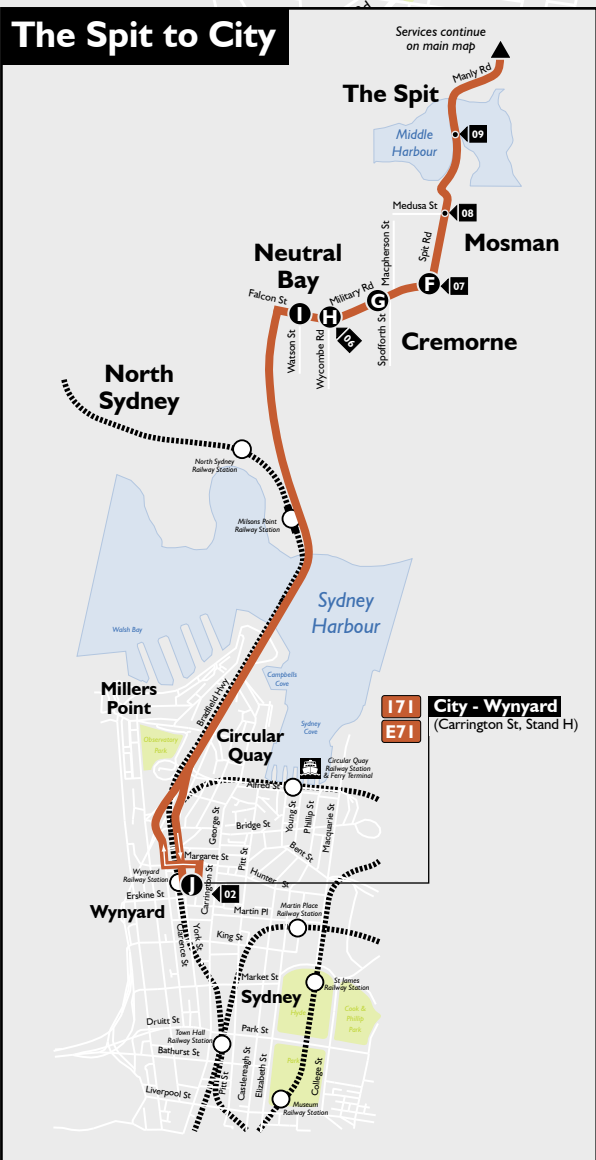 Rd
The Spit to City
Services continue
on main map
Manly Rd
The Spit
Middle
Harbour
09
Medusa St
08
Macpherson St
Spit Rd
Mosman
Neutral
Bay
Falcon St
Military Rd
F
07
I
H
G
06
Watson St
Wycombe Rd
Spofforth St
Cremorne
North
Sydney
North Sydney
Railway Station
Milsons Point
Railway Station
Sydney
Harbour
Walsh Bay
Campbells
Cove
Millers
Point
Bradfield Hwy
Sydney
Cove
171
City - Wynyard
E71
(Carrington St, Stand H)
Observatory
Park
Circular
Quay
Circular Quay
Railway Station
& Ferry Terminal
Alfred St
George St
Bridge St
Young St
Phillip St
Macquarie St
Pitt St
Bent St
Margaret St
Wynyard
Railway Station
Hunter St
J
Carrington St
02
Erskine St
Wynyard
Martin Pl
Martin Place
Railway Station
Clarence St
York St
King St
Market St
St James
Railway Station
Sydney
Hyde
Cook &
Phillip
Park
Druitt St
Town Hall
Railway Station
Park St
Bathurst St
Park
Pitt St
Castlereagh St
Elizabeth St
College St
Liverpool St
Museum
Railway Station